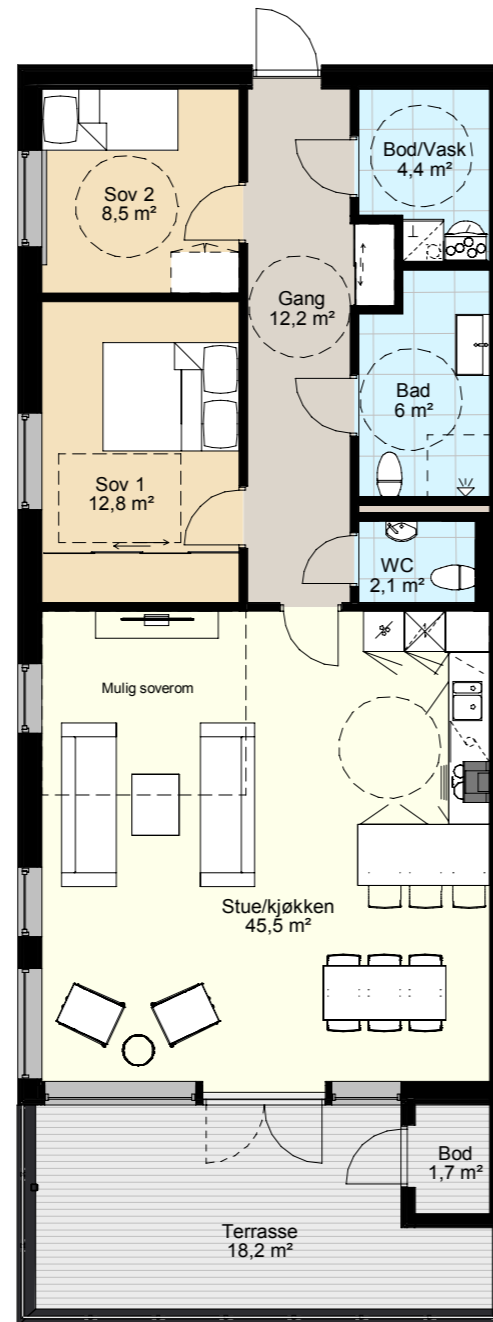 Bod/Vask
4,4 m²
Sov 2
8,5 m²
Gang
12,2 m²
Bad
6 m²
Sov 1
12,8 m²
WC
2,1 m²
Mulig soverom
Stue/kjøkken
45,5 m²
Bod
1,7 m²
Terrasse
18,2 m²